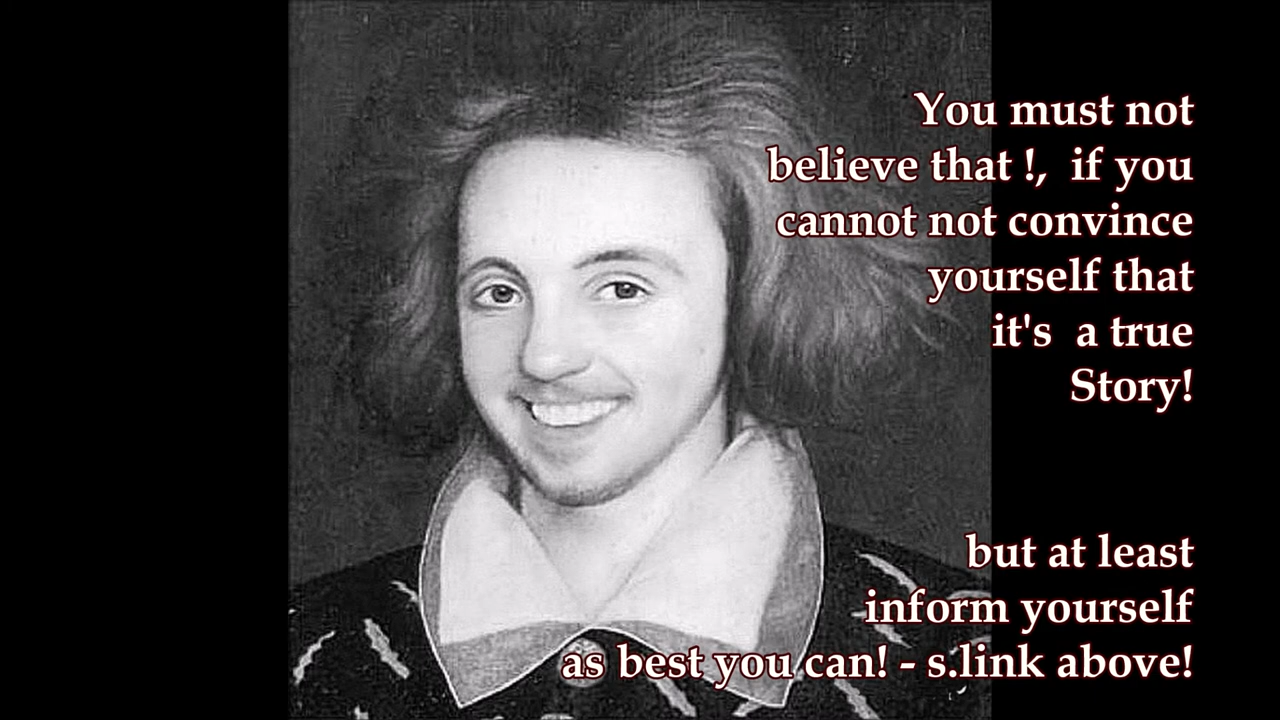 You must not
believe that !, if you
cannot not convince
yourself that
it's a true
Story!
but at least
inform yourself
as best you can! - s.link above!